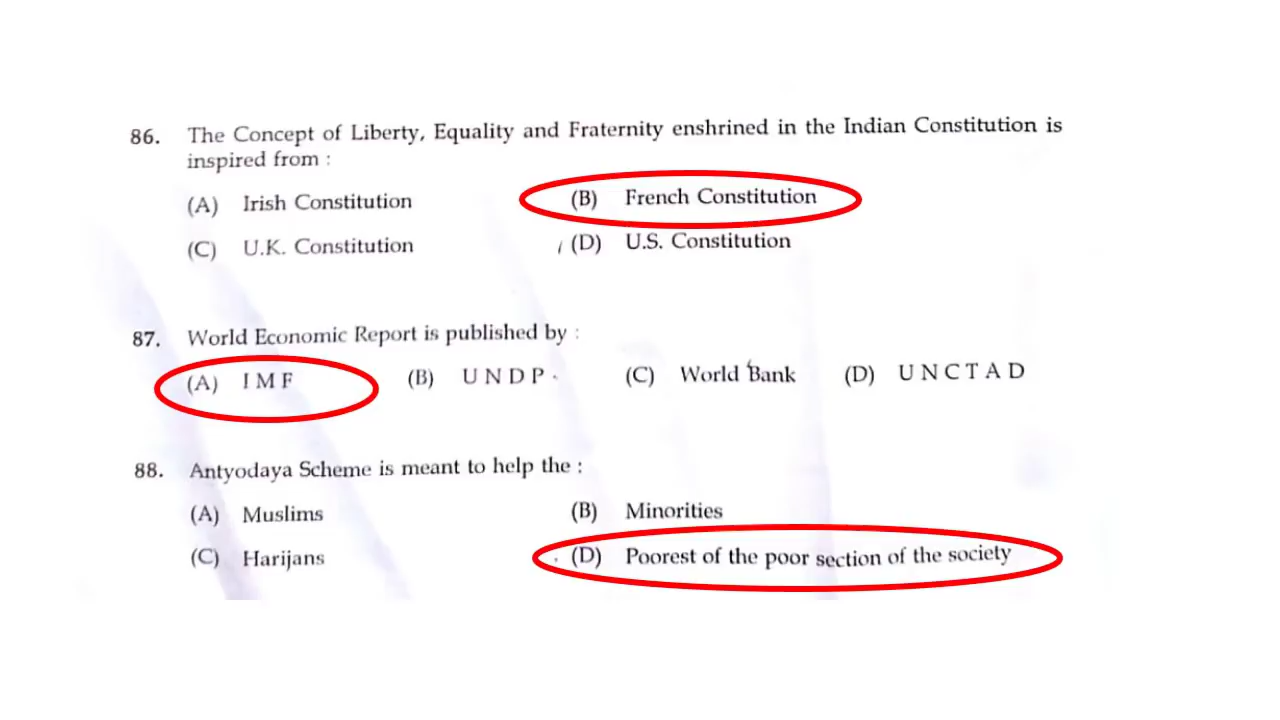 86. The Concept of Liberty, Equality and Fraternity enshrined in the Indian Constitution is
inspired from :
(A) Irish Constitution (B) French Constitution
(C) U.K. Constitution (D) U.S. Constitution
87. World Economic Report is published by :
(A) I M F (B) U N D P (C) World Bank (D) U N C T A D
88. Antyodaya Scheme is meant to help the :
(A) Muslims (B) Minorities
(C) Harijans (D) Poorest of the poor section of the society